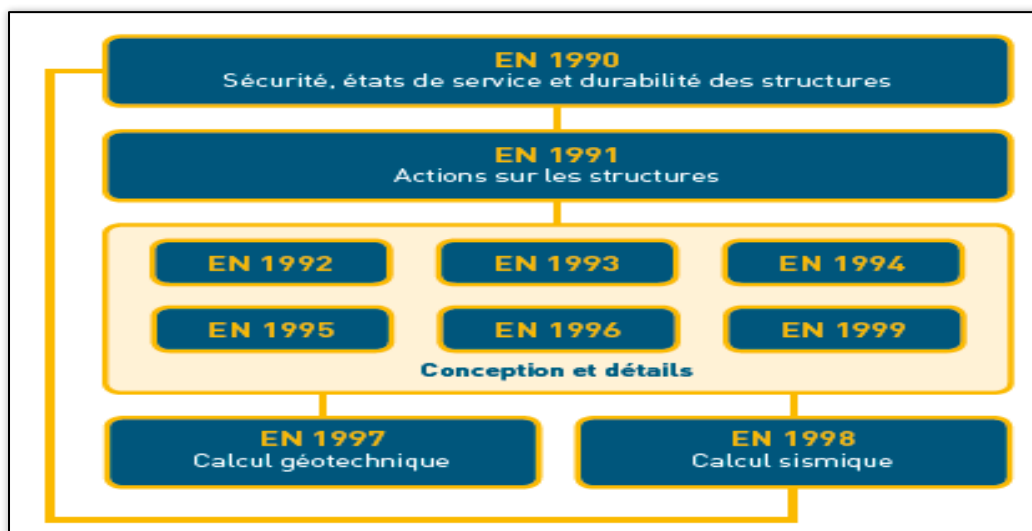 EN 1990
Sécurité, états de service et durabilité des structures
EN 1991
Actions sur les structures
EN 1992
EN 1993
EN 1994
EN 1995
EN 1996
EN 1999
Conception et détails
EN 1997
Calcul géotechnique
EN 1998
Calcul sismique